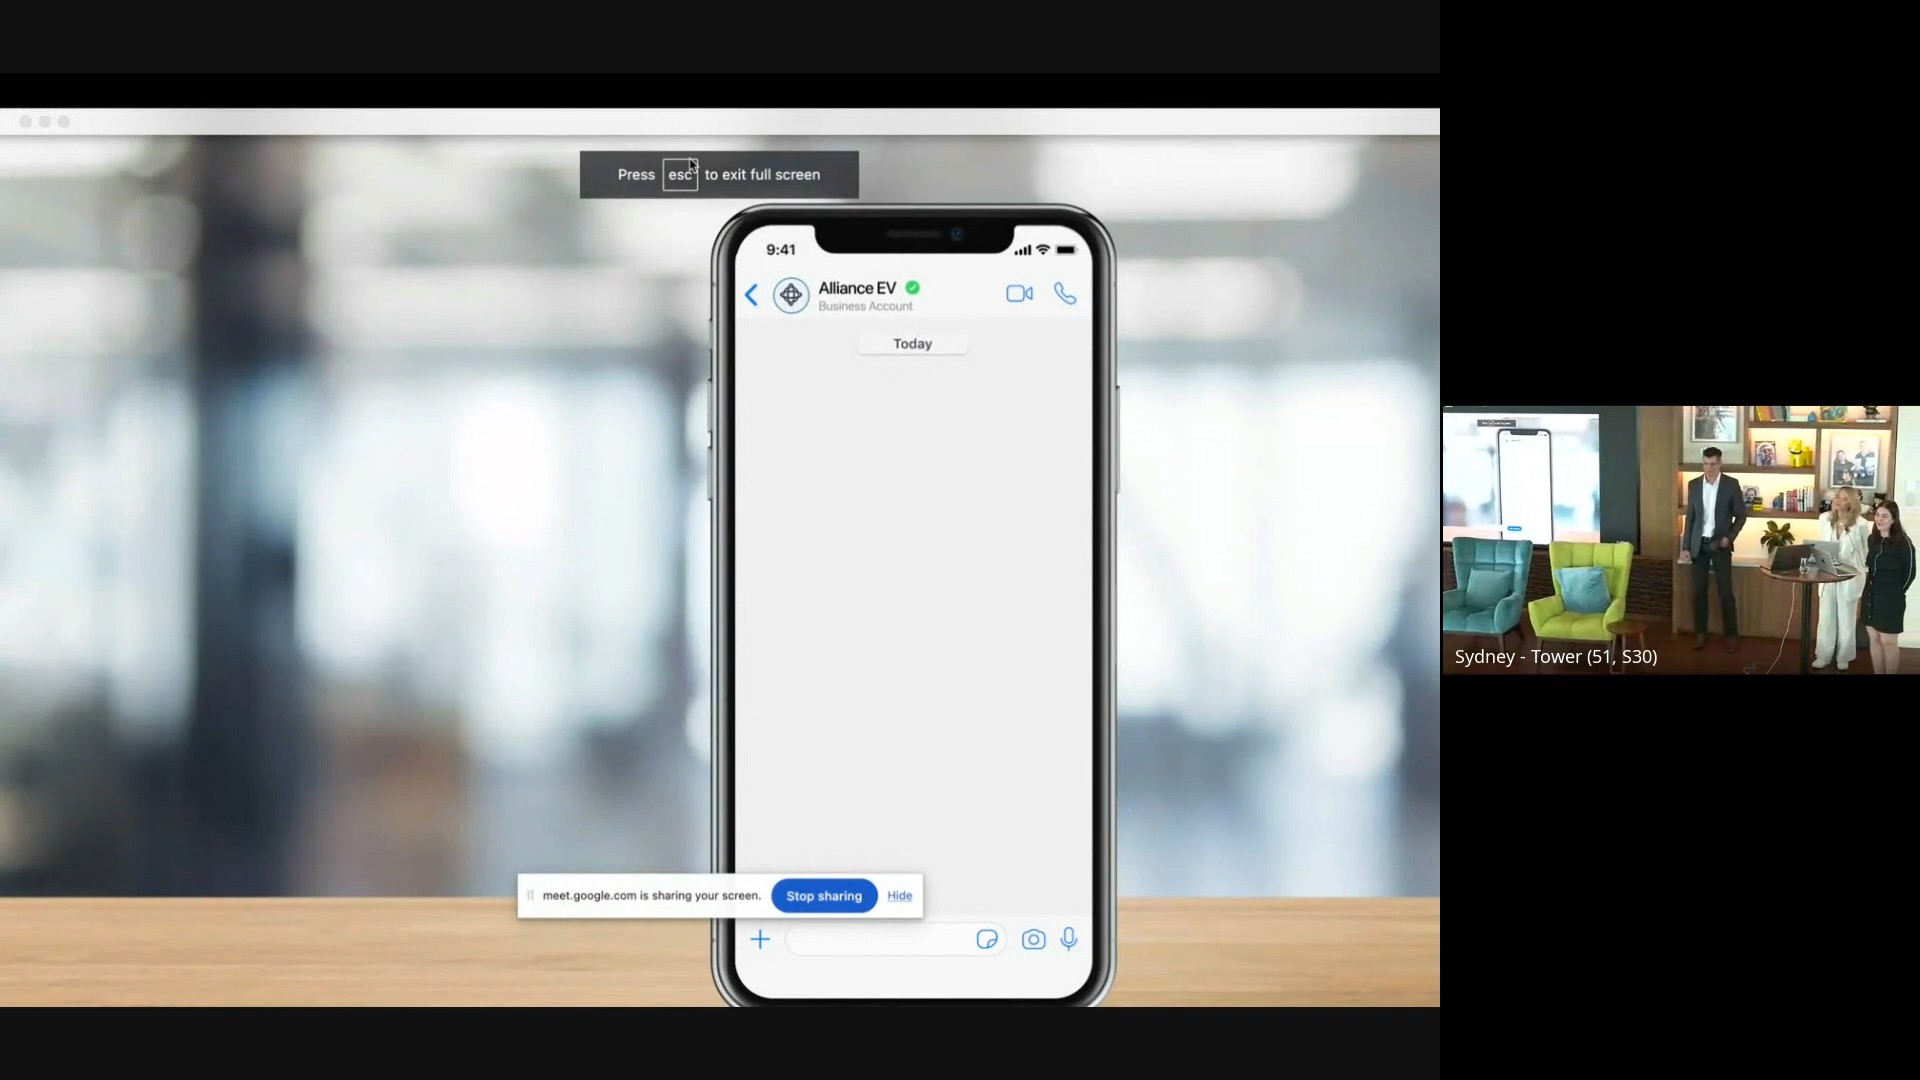 Press esc to exit full screen
9:41
Alliance EV
Business Account
Today
meet.google.com is sharing your screen. Stop sharing Hide
Sydney - Tower (51, S30)